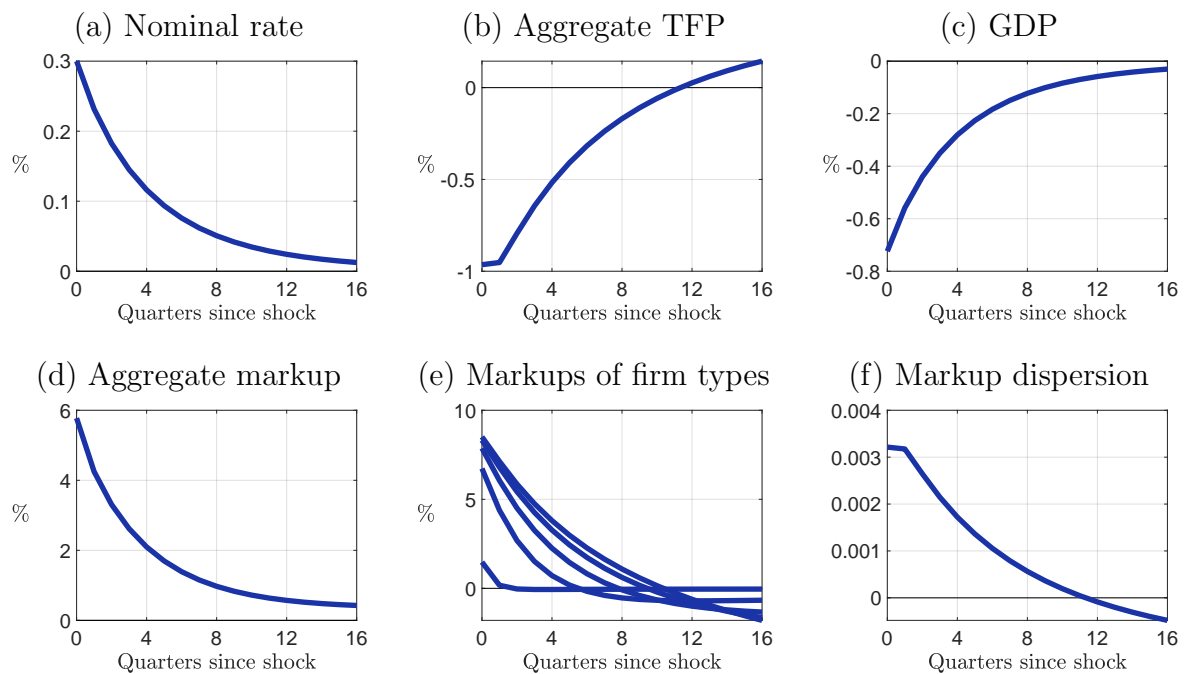 (a) Nominal rate
(b) Aggregate TFP
(c) GDP
0.3
0.2
0.1
0
%
0 4 8 12 16
Quarters since shock
0
-0.5
-1
%
0 4 8 12 16
Quarters since shock
0
-0.2
-0.4
-0.6
-0.8
%
0 4 8 12 16
Quarters since shock
(d) Aggregate markup
(e) Markups of firm types
(f) Markup dispersion
6
4
2
0
%
0 4 8 12 16
Quarters since shock
10
5
0
%
0 4 8 12 16
Quarters since shock
0.004
0.003
0.002
0.001
0
0 4 8 12 16
Quarters since shock